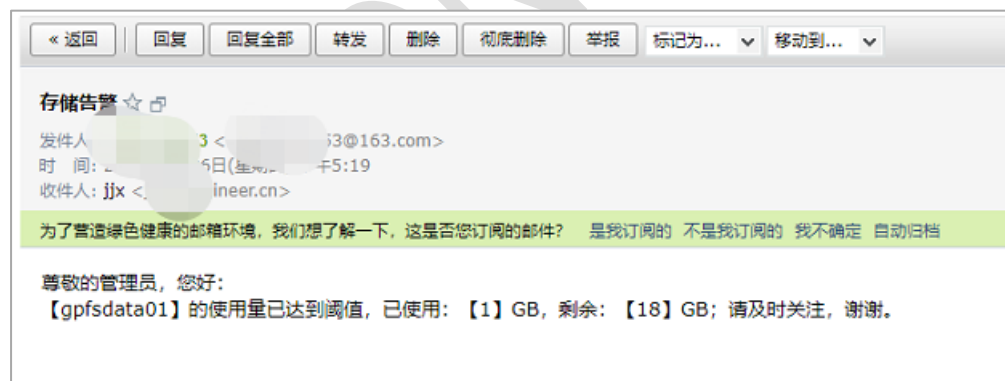 « 返回 回复 回复全部 转发 删除 彻底删除 举报 标记为... 移动到...
存储告警
发件人 3 < 53@163.com>
时 间: 6日(星期 午5:19
收件人: jjx < ineer.cn>
为了营造绿色健康的邮箱环境，我们想了解一下，这是否您订阅的邮件？ 是我订阅的 不是我订阅的 我不确定 自动归档
尊敬的管理员，您好：
【gpfsdata01】的使用量已达到阈值，已使用：【1】GB，剩余：【18】GB；请及时关注，谢谢。